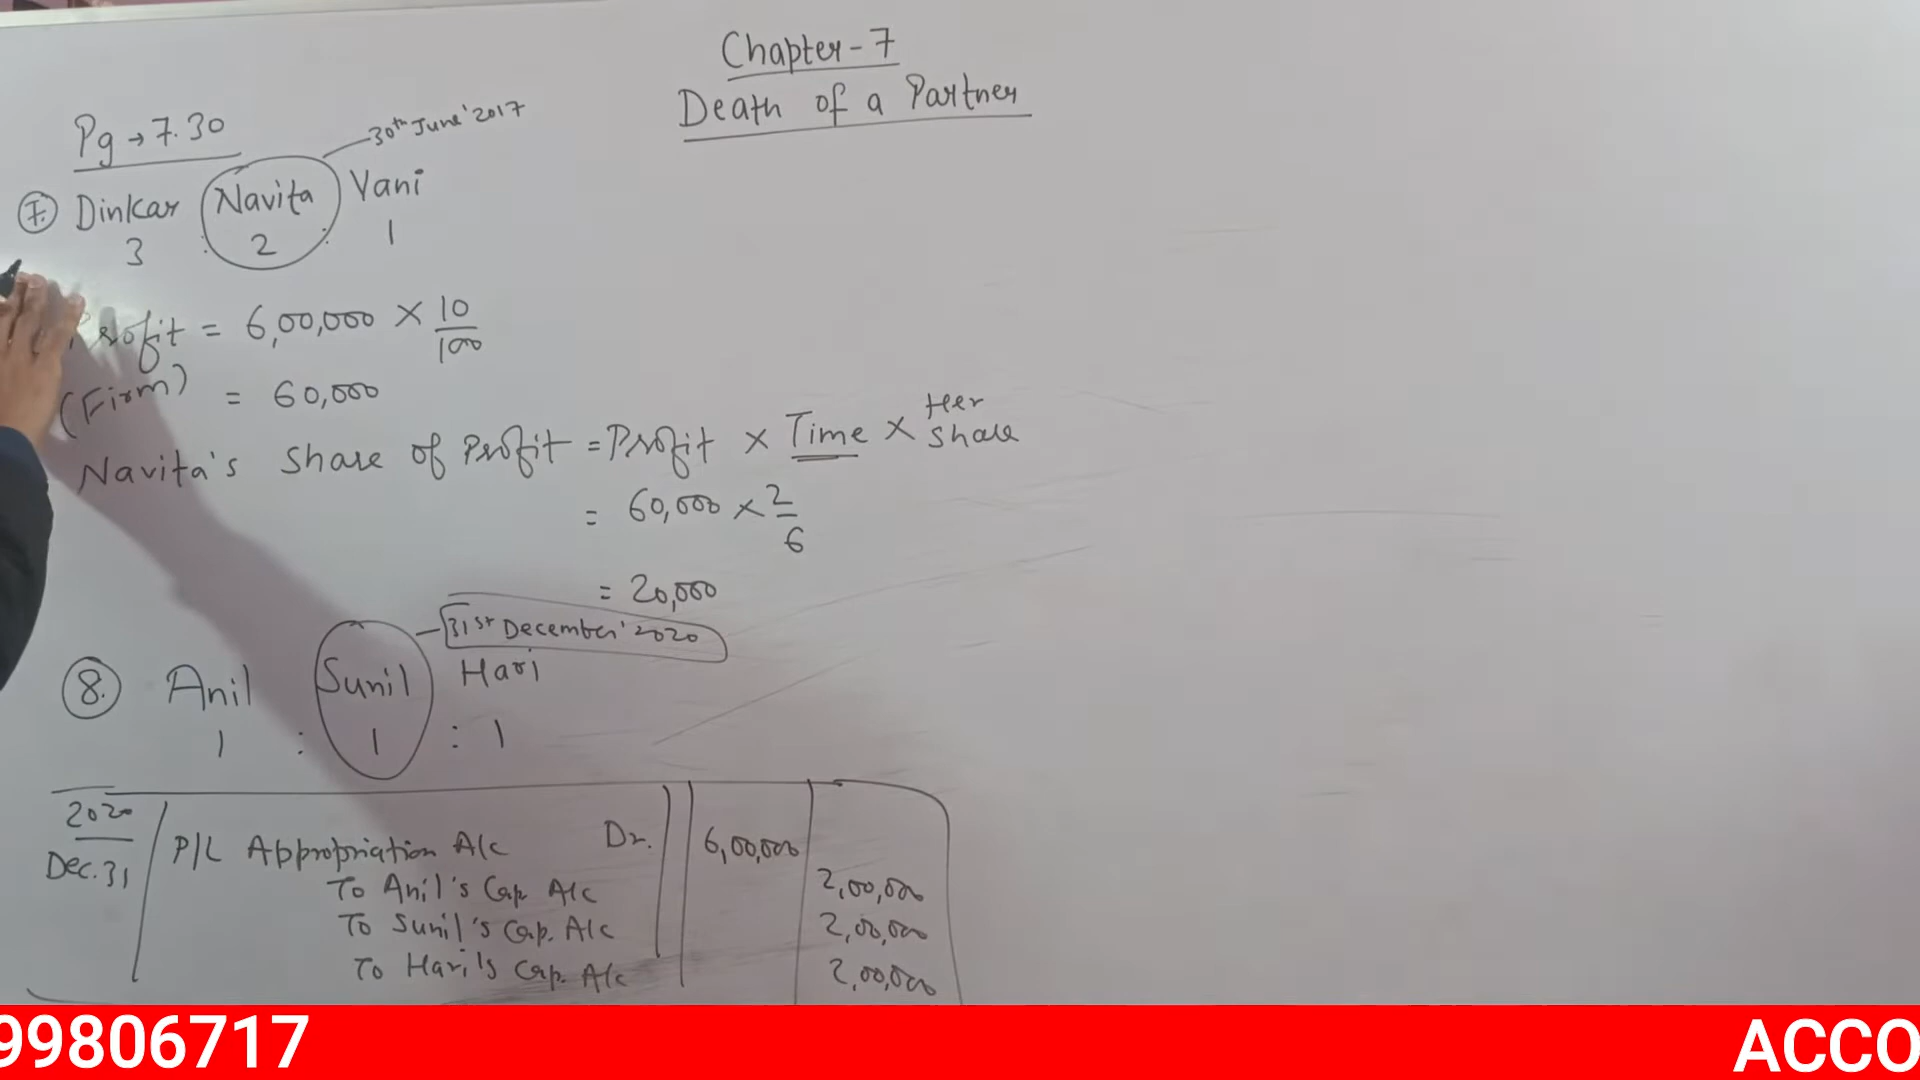 Chapter-7
Death of a Partner
Pg → 7.30
30th June' 2017
7. Dinkar Navita Vani
3 : 2 : 1
Profit = 6,00,000 × 10/100
(Firm) = 60,000
Navita's Share of Profit = Profit × Time × Her Share
= 60,000 × 2/6
= 20,000
31st December' 2020
8. Anil Sunil Hari
1 : 1 : 1
2020
Dec. 31 P/L Appropriation A/c Dr. 6,00,000
To Anil's Cap. A/c 2,00,000
To Sunil's Cap. A/c 2,00,000
To Hari's Cap. A/c 2,00,000
99806717 ACCO